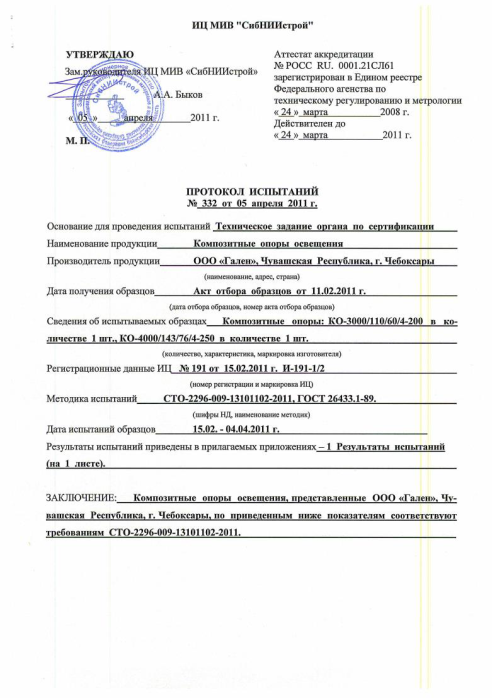 ИЦ МИВ "СибНИИстрой"
УТВЕРЖДАЮ
Зам.руководителя ИЦ МИВ «СибНИИстрой»
А.А. Быков
« 05 » апреля 2011 г.
М. П.
Аттестат аккредитации
№ РОСС RU. 0001.21СЛ61
зарегистрирован в Едином реестре
Федерального агенства по
техническому регулированию и метрологии
« 24 » марта 2008 г.
Действителен до
« 24 » марта 2011 г.
ПРОТОКОЛ ИСПЫТАНИЙ
№ 332 от 05 апреля 2011 г.
Основание для проведения испытаний Техническое задание органа по сертификации
Наименование продукции Композитные опоры освещения
Производитель продукции ООО «Гален», Чувашская Республика, г. Чебоксары
(наименование, адрес, страна)
Дата получения образцов Акт отбора образцов от 11.02.2011 г.
(дата отбора образцов, номер акта отбора образцов)
Сведения об испытываемых образцах Композитные опоры: КО-3000/110/60/4-200 в ко-
личестве 1 шт., КО-4000/143/76/4-250 в количестве 1 шт.
(количество, характеристика, маркировка изготовителя)
Регистрационные данные ИЦ № 191 от 15.02.2011 г. И-191-1/2
(номер регистрации и маркировка ИЦ)
Методика испытаний СТО-2296-009-13101102-2011, ГОСТ 26433.1-89.
(шифры НД, наименование методик)
Дата испытаний образцов 15.02. - 04.04.2011 г.
Результаты испытаний приведены в прилагаемых приложениях – 1 Результаты испытаний
(на 1 листе).
ЗАКЛЮЧЕНИЕ: Композитные опоры освещения, представленные ООО «Гален», Чу-
вашская Республика, г. Чебоксары, по приведенным ниже показателям соответствуют
требованиям СТО-2296-009-13101102-2011.
СибНИИстрой